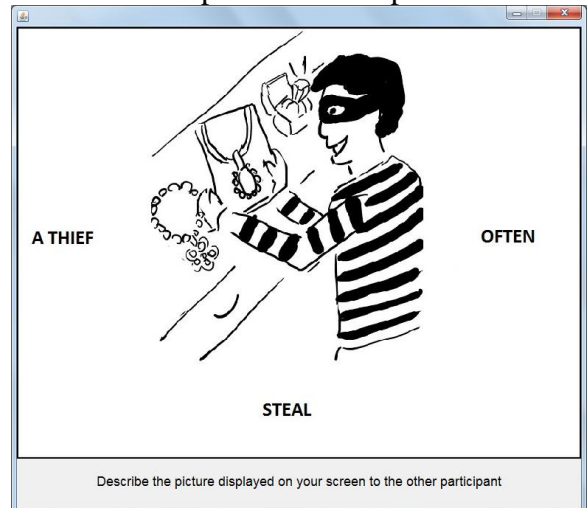 A THIEF
OFTEN
STEAL
Describe the picture displayed on your screen to the other participant